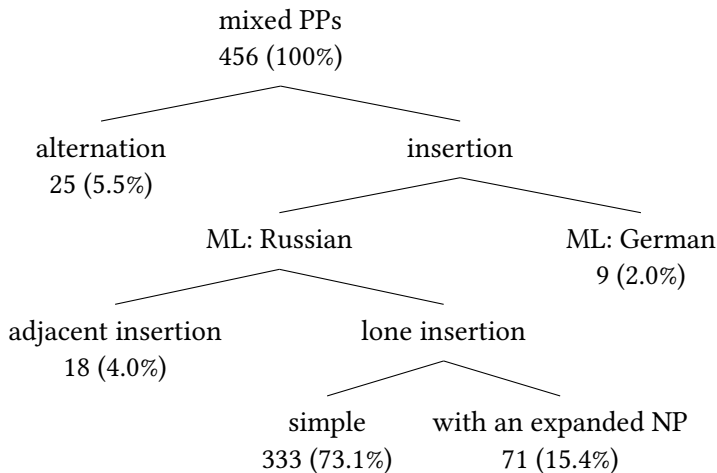 mixed PPs
456 (100%)
alternation
25 (5.5%)
insertion
ML: Russian
ML: German
9 (2.0%)
adjacent insertion
18 (4.0%)
lone insertion
simple
333 (73.1%)
with an expanded NP
71 (15.4%)